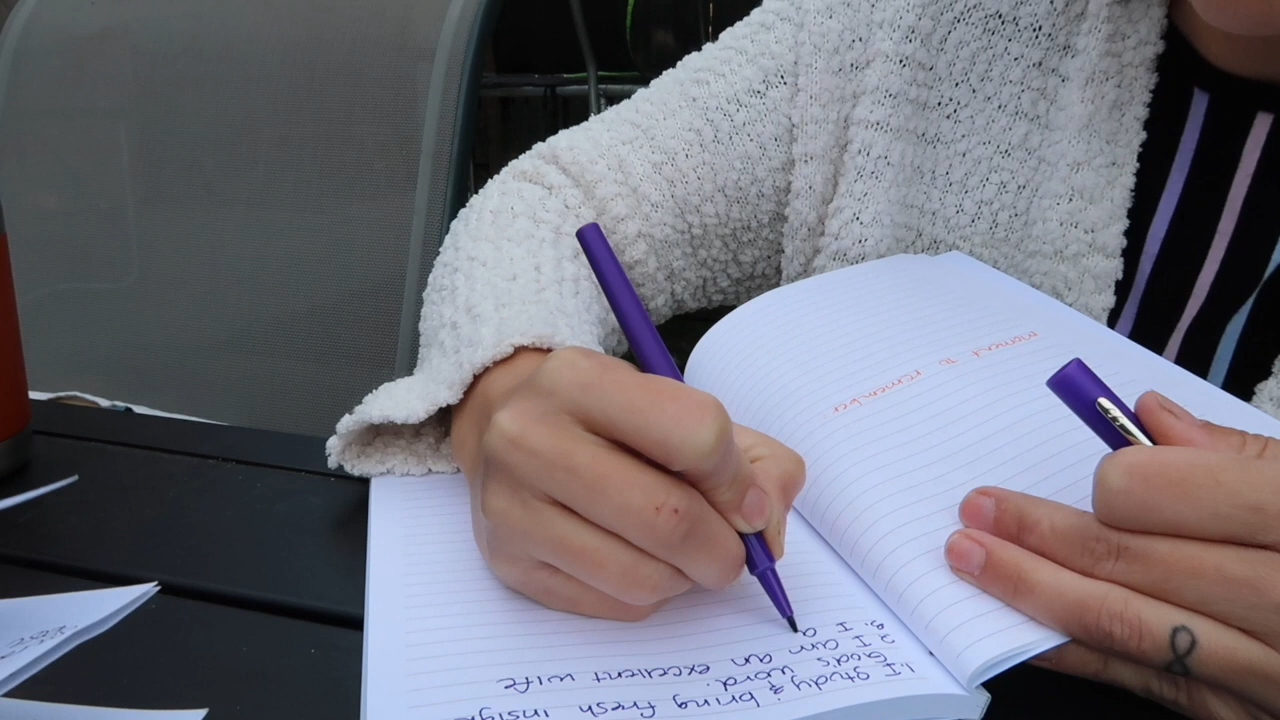 moment to remember
1. I study & bring fresh
God's word.
2. I am an excellent wife
3. I a